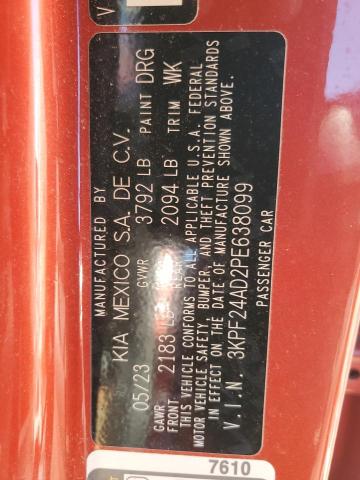 MANUFACTURED BY
KIA MEXICO S.A. DE C.V.
05/23 GVWR 3792 LB PAINT DRG
GAWR FRONT 2183 LB REAR 2094 LB TRIM WK
THIS VEHICLE CONFORMS TO ALL APPLICABLE U.S.A. FEDERAL
MOTOR VEHICLE SAFETY, BUMPER, AND THEFT PREVENTION STANDARDS
IN EFFECT ON THE DATE OF MANUFACTURE SHOWN ABOVE.
V.I.N. 3KPF24AD2PE638099
PASSENGER CAR
7610
V.